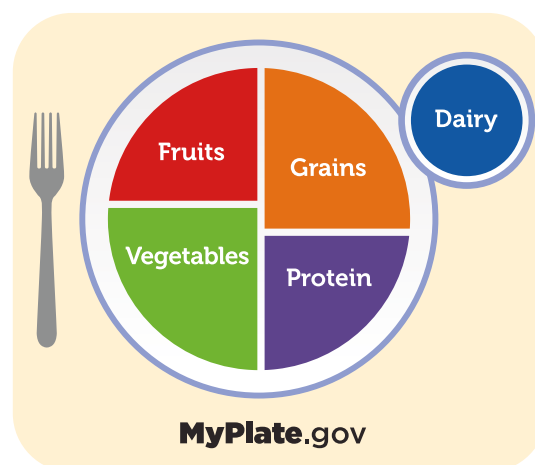 Fruits
Grains
Dairy
Vegetables
Protein
MyPlate.gov